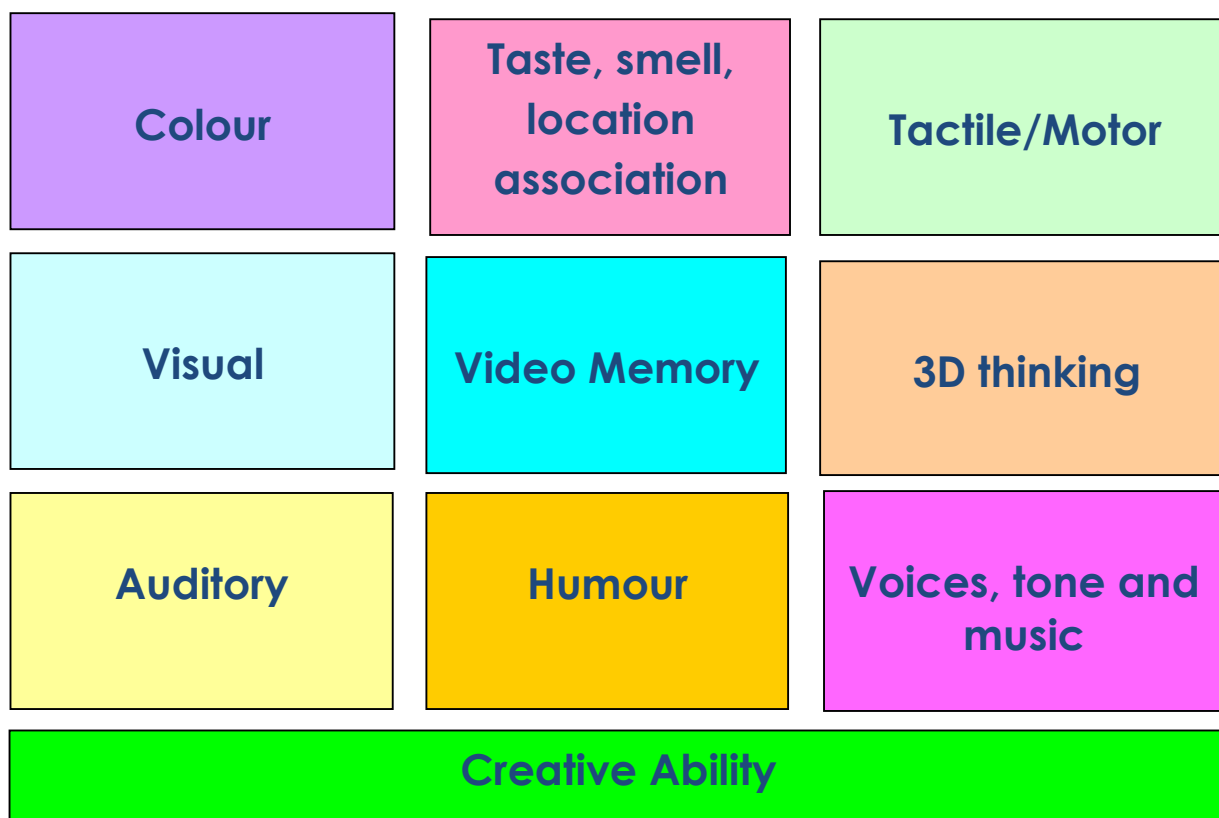 Colour
Taste, smell,
location
association
Tactile/Motor
Visual
Video Memory
3D thinking
Auditory
Humour
Voices, tone and
music
Creative Ability